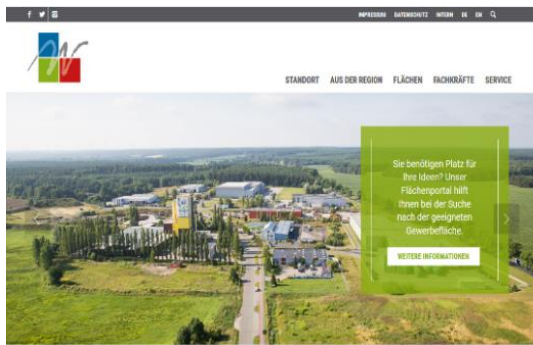 IMPRESSUM DATENSCHUTZ INTERN DE EN
STANDORT AUS DER REGION FLÄCHEN FACHKRÄFTE SERVICE
Sie benötigen Platz für
Ihre Ideen? Unser
Flächenportal hilft
Ihnen bei der Suche
nach der geeigneten
Gewerbefläche.
WEITERE INFORMATIONEN